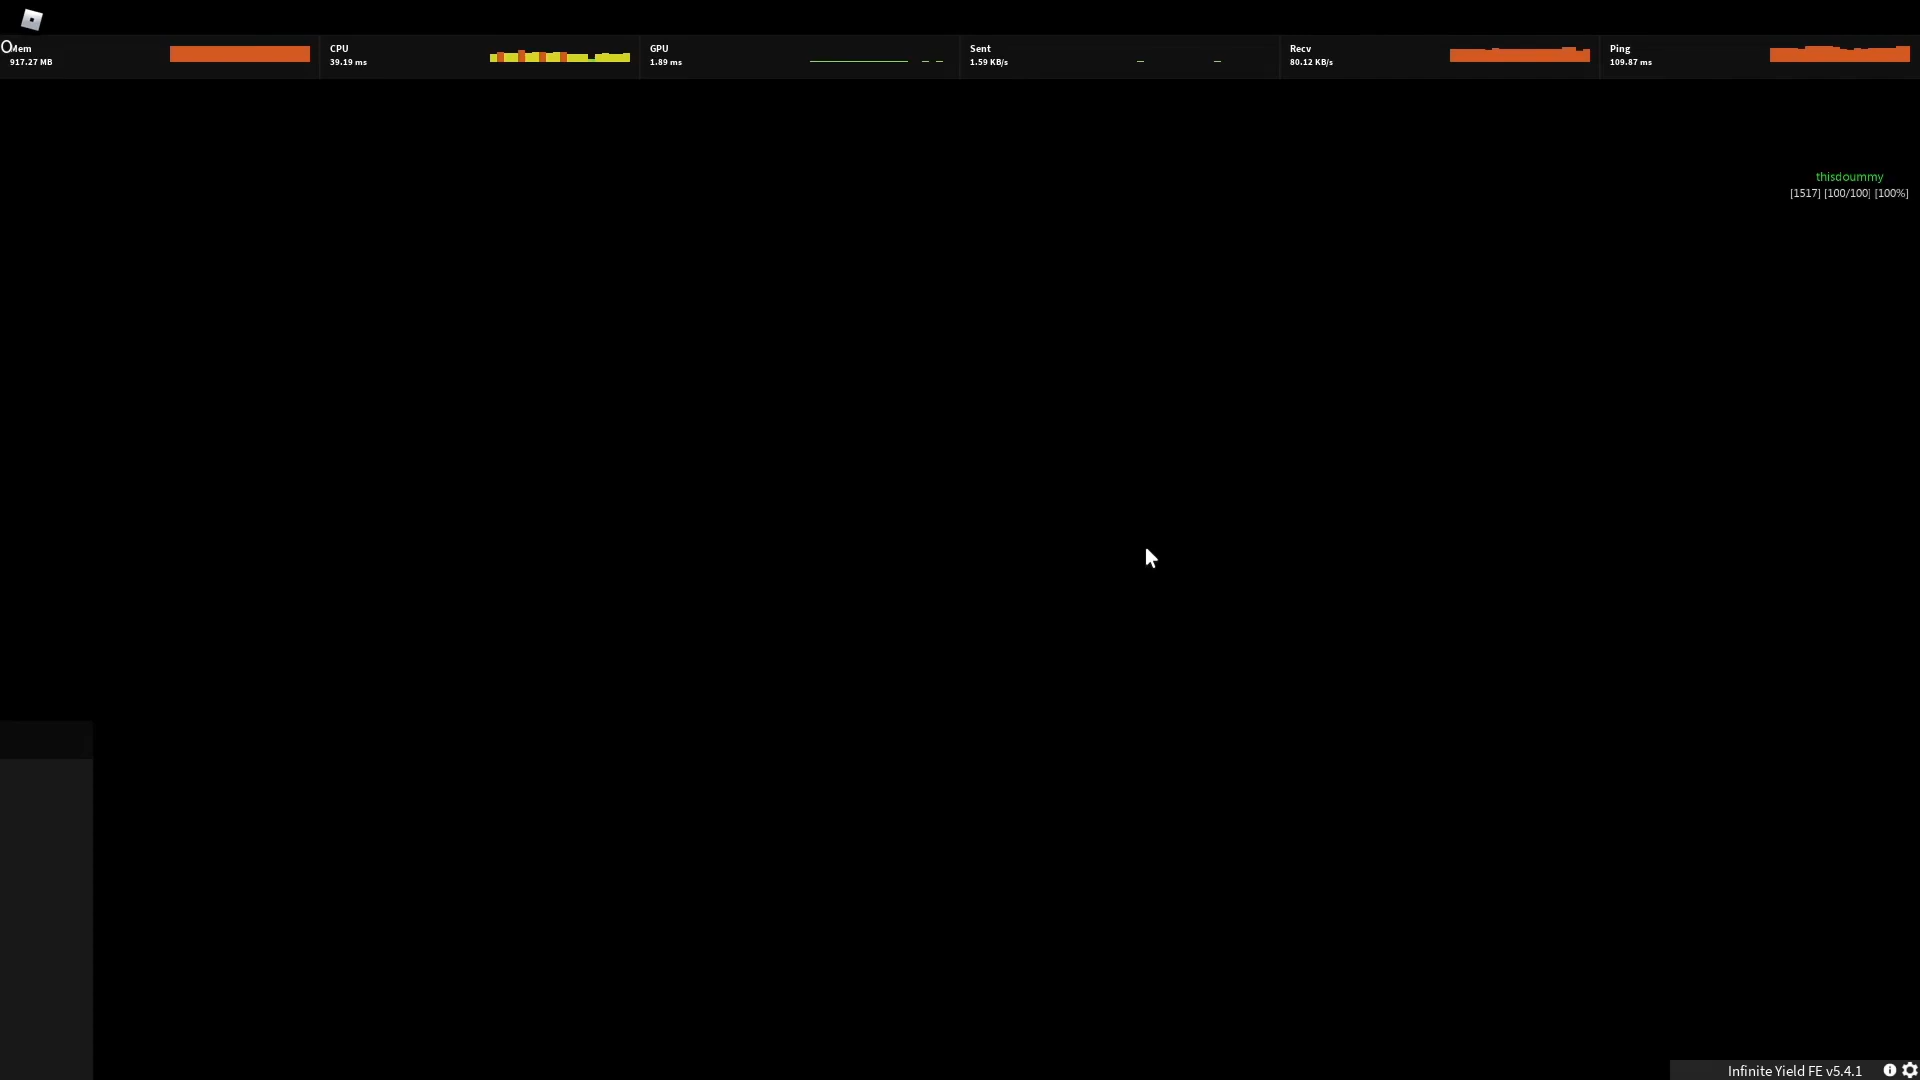 O
Mem
917.27 MB
CPU
39.19 ms
GPU
1.89 ms
Sent
1.59 KB/s
Recv
80.12 KB/s
Ping
109.87 ms
thisdoummy
[1517] [100/100] [100%]
Infinite Yield FE v5.4.1